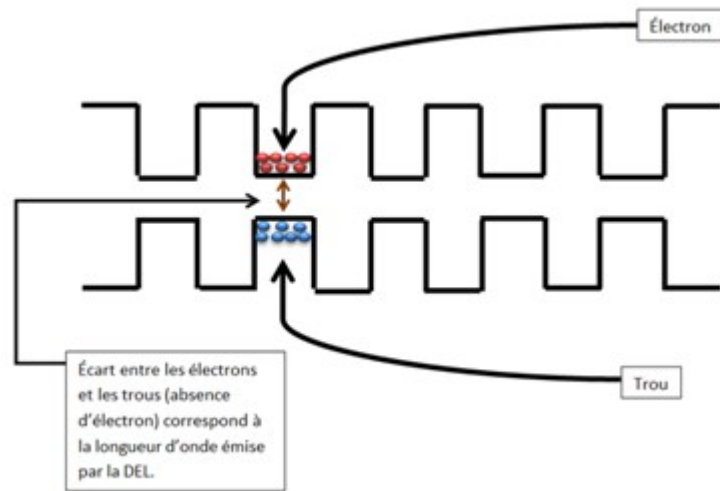 Électron
Écart entre les électrons
et les trous (absence
d'électron) correspond à
la longueur d'onde émise
par la DEL.
Trou